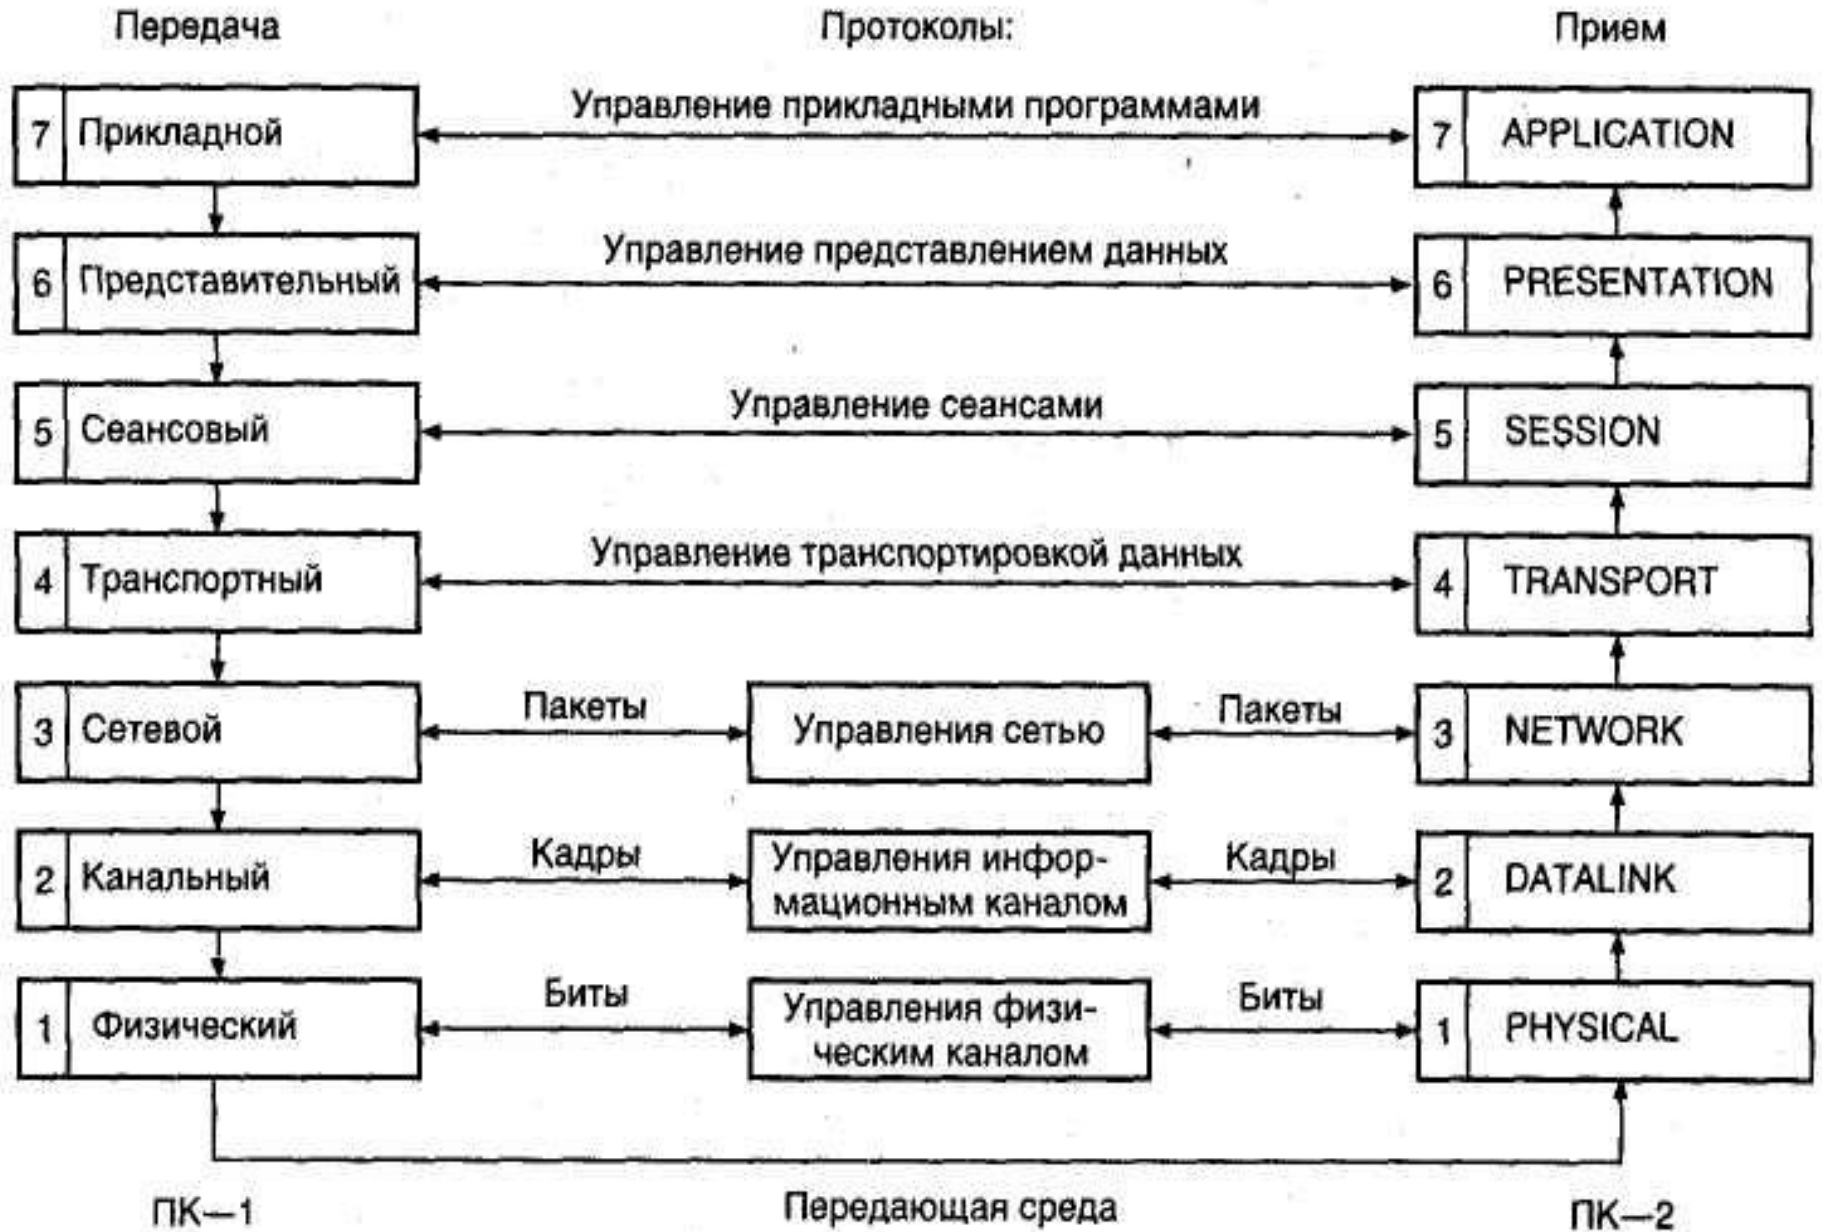 Передача Протоколы: Прием
Управление прикладными программами
7 Прикладной 7 APPLICATION
Управление представлением данных
6 Представительный 6 PRESENTATION
Управление сеансами
5 Сеансовый 5 SESSION
Управление транспортировкой данных
4 Транспортный 4 TRANSPORT
Пакеты Пакеты
3 Сетевой Управления сетью 3 NETWORK
Кадры Управления инфор- Кадры
2 Канальный 2 DATALINK
мационным каналом
Биты Управления физи- Биты
1 Физический 1 PHYSICAL
ческим каналом
ПК—1 Передающая среда ПК—2